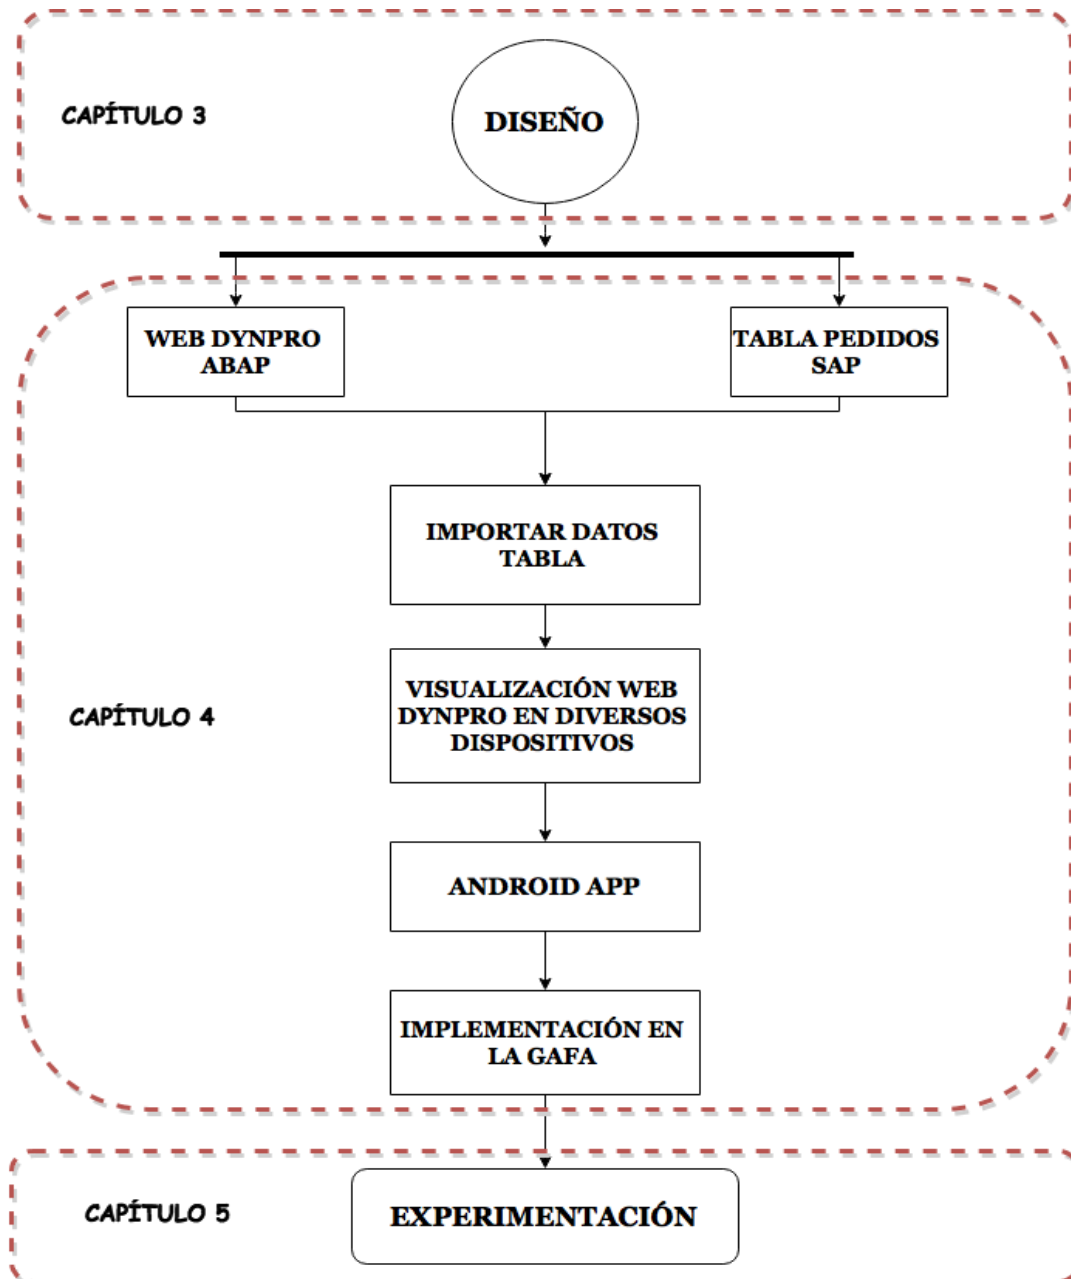 CAPÍTULO 3
DISEÑO
WEB DYNPRO
ABAP
TABLA PEDIDOS
SAP
IMPORTAR DATOS
TABLA
VISUALIZACIÓN WEB
DYNPRO EN DIVERSOS
DISPOSITIVOS
CAPÍTULO 4
ANDROID APP
IMPLEMENTACIÓN EN
LA GAFA
CAPÍTULO 5
EXPERIMENTACIÓN